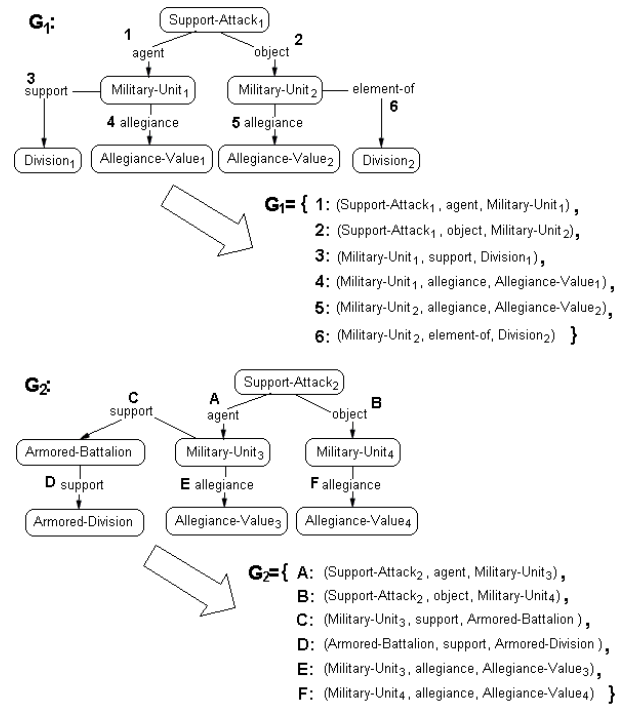 G1:
Support-Attack1
1
2
agent
object
3
support
Military-Unit1
Military-Unit2
element-of
4 allegiance
5 allegiance
6
Division1
Allegiance-Value1
Allegiance-Value2
Division2
G1= { 1: (Support-Attack1 , agent, Military-Unit1) ,
2: (Support-Attack1 , object, Military-Unit2),
3: (Military-Unit1, support, Division1),
4: (Military-Unit1, allegiance, Allegiance-Value1) ,
5: (Military-Unit2, allegiance, Allegiance-Value2),
6: (Military-Unit2, element-of, Division2) }
G2:
Support-Attack2
C
A
B
support
agent
object
Armored-Battalion
Military-Unit3
Military-Unit4
D support
E allegiance
F allegiance
Armored-Division
Allegiance-Value3
Allegiance-Value4
G2= { A: (Support-Attack2 , agent, Military-Unit3) ,
B: (Support-Attack2 , object, Military-Unit4) ,
C: (Military-Unit3, support, Armored-Battalion ) ,
D: (Armored-Battalion, support, Armored-Division ) ,
E: (Military-Unit3, allegiance, Allegiance-Value3) ,
F: (Military-Unit4, allegiance, Allegiance-Value4) }